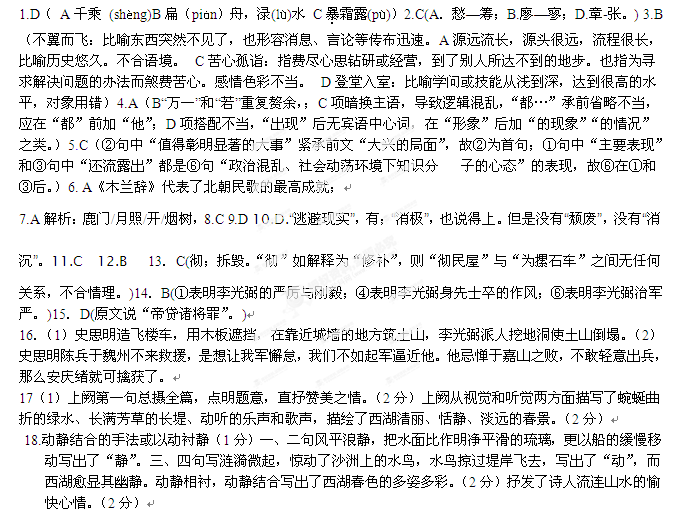 1.D（ A千乘 (shèng)B扁（piān）舟，渌(lù)水 C暴霜露(pù)）2.C(A．愁—筹；B.廖—寥；D.章-张。）3.B
（不翼而飞：比喻东西突然不见了，也形容消息、言论等传布迅速。A源远流长，源头很远，流程很长，
比喻历史悠久。不合语境。 C苦心孤诣：指费尽心思钻研或经营，到了别人所达不到的地步。也指为寻
求解决问题的办法而煞费苦心。感情色彩不当。 D登堂入室：比喻学问或技能从浅到深，达到很高的水
平，对象用错）4.A（B“万一”和“若”重复赘余，；C项暗换主语，导致逻辑混乱，“都…”承前省略不当，
应在“都”前加“他”；D项搭配不当，“出现”后无宾语中心词，在“形象”后加“的现象”“的情况”
之类。）5.C（②句中“值得彰明显著的大事”紧承前文“大兴的局面”，故②为首句；①句中“主要表现”
和③句中“还流露出”都是⑥句“政治混乱、社会动荡环境下知识分 子的心态”的表现，故⑥在①和
③后。）6. A《木兰辞》代表了北朝民歌的最高成就；
7.A 解析：鹿门/月照/开/烟树，8.C 9.D 10.D.“逃避现实”，有；“消极”，也说得上。但是没有“颓废”，没有“消
沉”。11.C 12.B 13. C(彻；拆毁。“彻”如解释为“修补”，则“彻民屋”与“为擂石车”之间无任何
关系，不合情理。)14．B(①表明李光弼的严厉与刚毅；④表明李光弼身先士卒的作风；⑥表明李光弼治军
严。)15．D(原文说“帝贷诸将罪”。)
16．（1）史思明造飞楼车，用木板遮挡，在靠近城墙的地方筑土山，李光弼派人挖地洞使土山倒塌。（2）
史思明陈兵于魏州不来救援，是想让我军懈怠，我们不如起军逼近他。他忌惮于嘉山之败，不敢轻意出兵，
那么安庆绪就可擒获了。
17（1）上阙第一句总摄全篇，点明题意，直抒赞美之情。（2分）上阙从视觉和听觉两方面描写了蜿蜒曲
折的绿水、长满芳草的长堤、动听的乐声和歌声，描绘了西湖清丽、恬静、淡远的春景。（2分）
18.动静结合的手法或以动衬静（1分）一、二句风平浪静，把水面比作明净平滑的琉璃，更以船的缓慢移
动写出了“静”。三、四句写涟漪微起，惊动了沙洲上的水鸟，水鸟掠过堤岸飞去，写出了“动”，而
西湖愈显其幽静。动静相衬，动静结合写出了西湖春色的多姿多彩。（2分）抒发了诗人流连山水的愉
快心情。（2分）